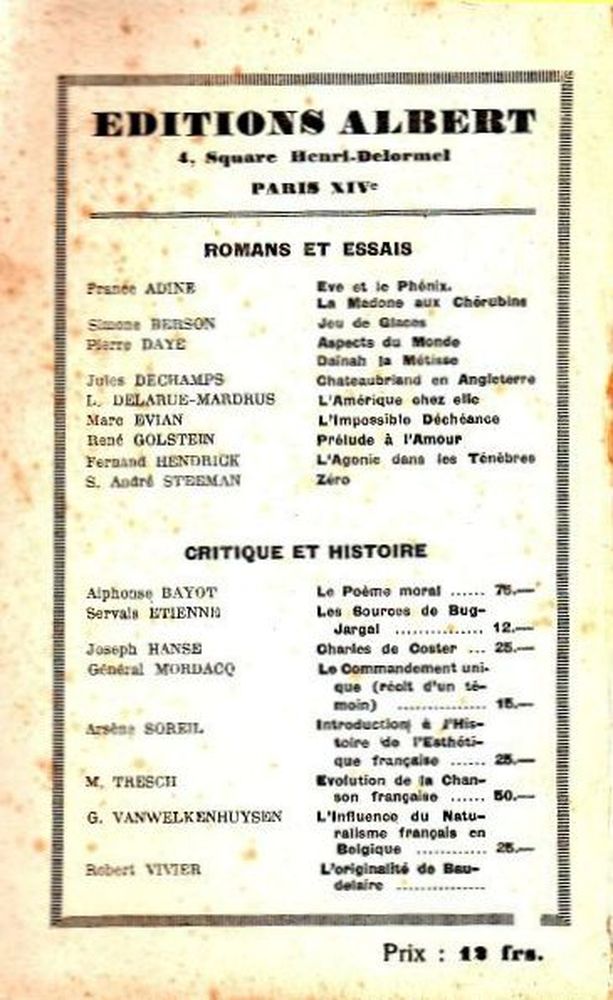 EDITIONS ALBERT
4, Square Henri-Delormel
PARIS XIVe
ROMANS ET ESSAIS
France ADINE Eve et le Phénix.
La Madone aux Chérubins
Simone BERSON Jeu de Glaces
Pierre DAYE Aspects du Monde
Daïnah la Métisse
Jules DECHAMPS Chateaubriand en Angleterre
L. DELARUE-MARDRUS L'Amérique chez elle
Marc EVIAN L'Impossible Déchéance
René GOLSTEIN Prélude à l'Amour
Fernand HENDRICK L'Agonie dans les Ténèbres
S. André STEEMAN Zéro
CRITIQUE ET HISTOIRE
Alphonse BAYOT Le Poème moral ...... 75.—
Servais ETIENNE Les Sources de Bug-
Jargal ............... 12.—
Joseph HANSE Charles de Coster ... 25.—
Général MORDACQ Le Commandement uni-
que (récit d'un té-
moin) ............... 15.—
Arsène SOREIL Introduction à l'His-
toire de l'Esthéti-
que française ...... 25.—
M. TRESCH Evolution de la Chan-
son française ...... 50.—
G. VANWELKENHUYSEN L'Influence du Natu-
ralisme français en
Belgique ............ 25.—
Robert VIVIER L'originalité de Bau-
delaire ...............
Prix : frs.